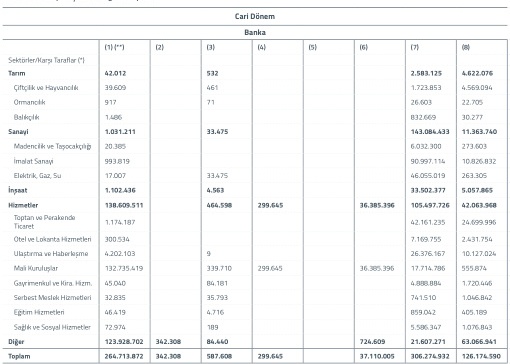 Cari Dönem
Banka
(1) (**) (2) (3) (4) (5) (6) (7) (8)
Sektörler/Karşı Taraflar (*)
Tarım 42.012 532 2.583.125 4.622.076
Çiftçilik ve Hayvancılık 39.609 461 1.723.853 4.569.094
Ormancılık 917 71 26.603 22.705
Balıkçılık 1.486 832.669 30.277
Sanayi 1.031.211 33.475 143.084.433 11.363.740
Madencilik ve Taşocakçılığı 20.385 6.032.300 273.603
İmalat Sanayi 993.819 90.997.114 10.826.832
Elektrik, Gaz, Su 17.007 33.475 46.055.019 263.305
İnşaat 1.102.436 4.563 33.502.377 5.057.865
Hizmetler 138.609.511 464.598 299.645 36.385.396 105.497.726 42.063.968
Toptan ve Perakende
Ticaret 1.174.187 42.161.235 24.699.996
Otel ve Lokanta Hizmetleri 300.534 7.169.755 2.431.754
Ulaştırma ve Haberleşme 4.202.103 9 26.376.167 10.127.024
Mali Kuruluşlar 132.735.419 339.710 299.645 36.385.396 17.714.786 555.874
Gayrimenkul ve Kira. Hizm. 45.040 84.181 4.888.884 1.720.446
Serbest Meslek Hizmetleri 32.835 35.793 741.510 1.046.842
Eğitim Hizmetleri 46.419 4.716 859.042 405.189
Sağlık ve Sosyal Hizmetler 72.974 189 5.586.347 1.076.843
Diğer 123.928.702 342.308 84.440 724.609 21.607.271 63.066.941
Toplam 264.713.872 342.308 587.608 299.645 37.110.005 306.274.932 126.174.590